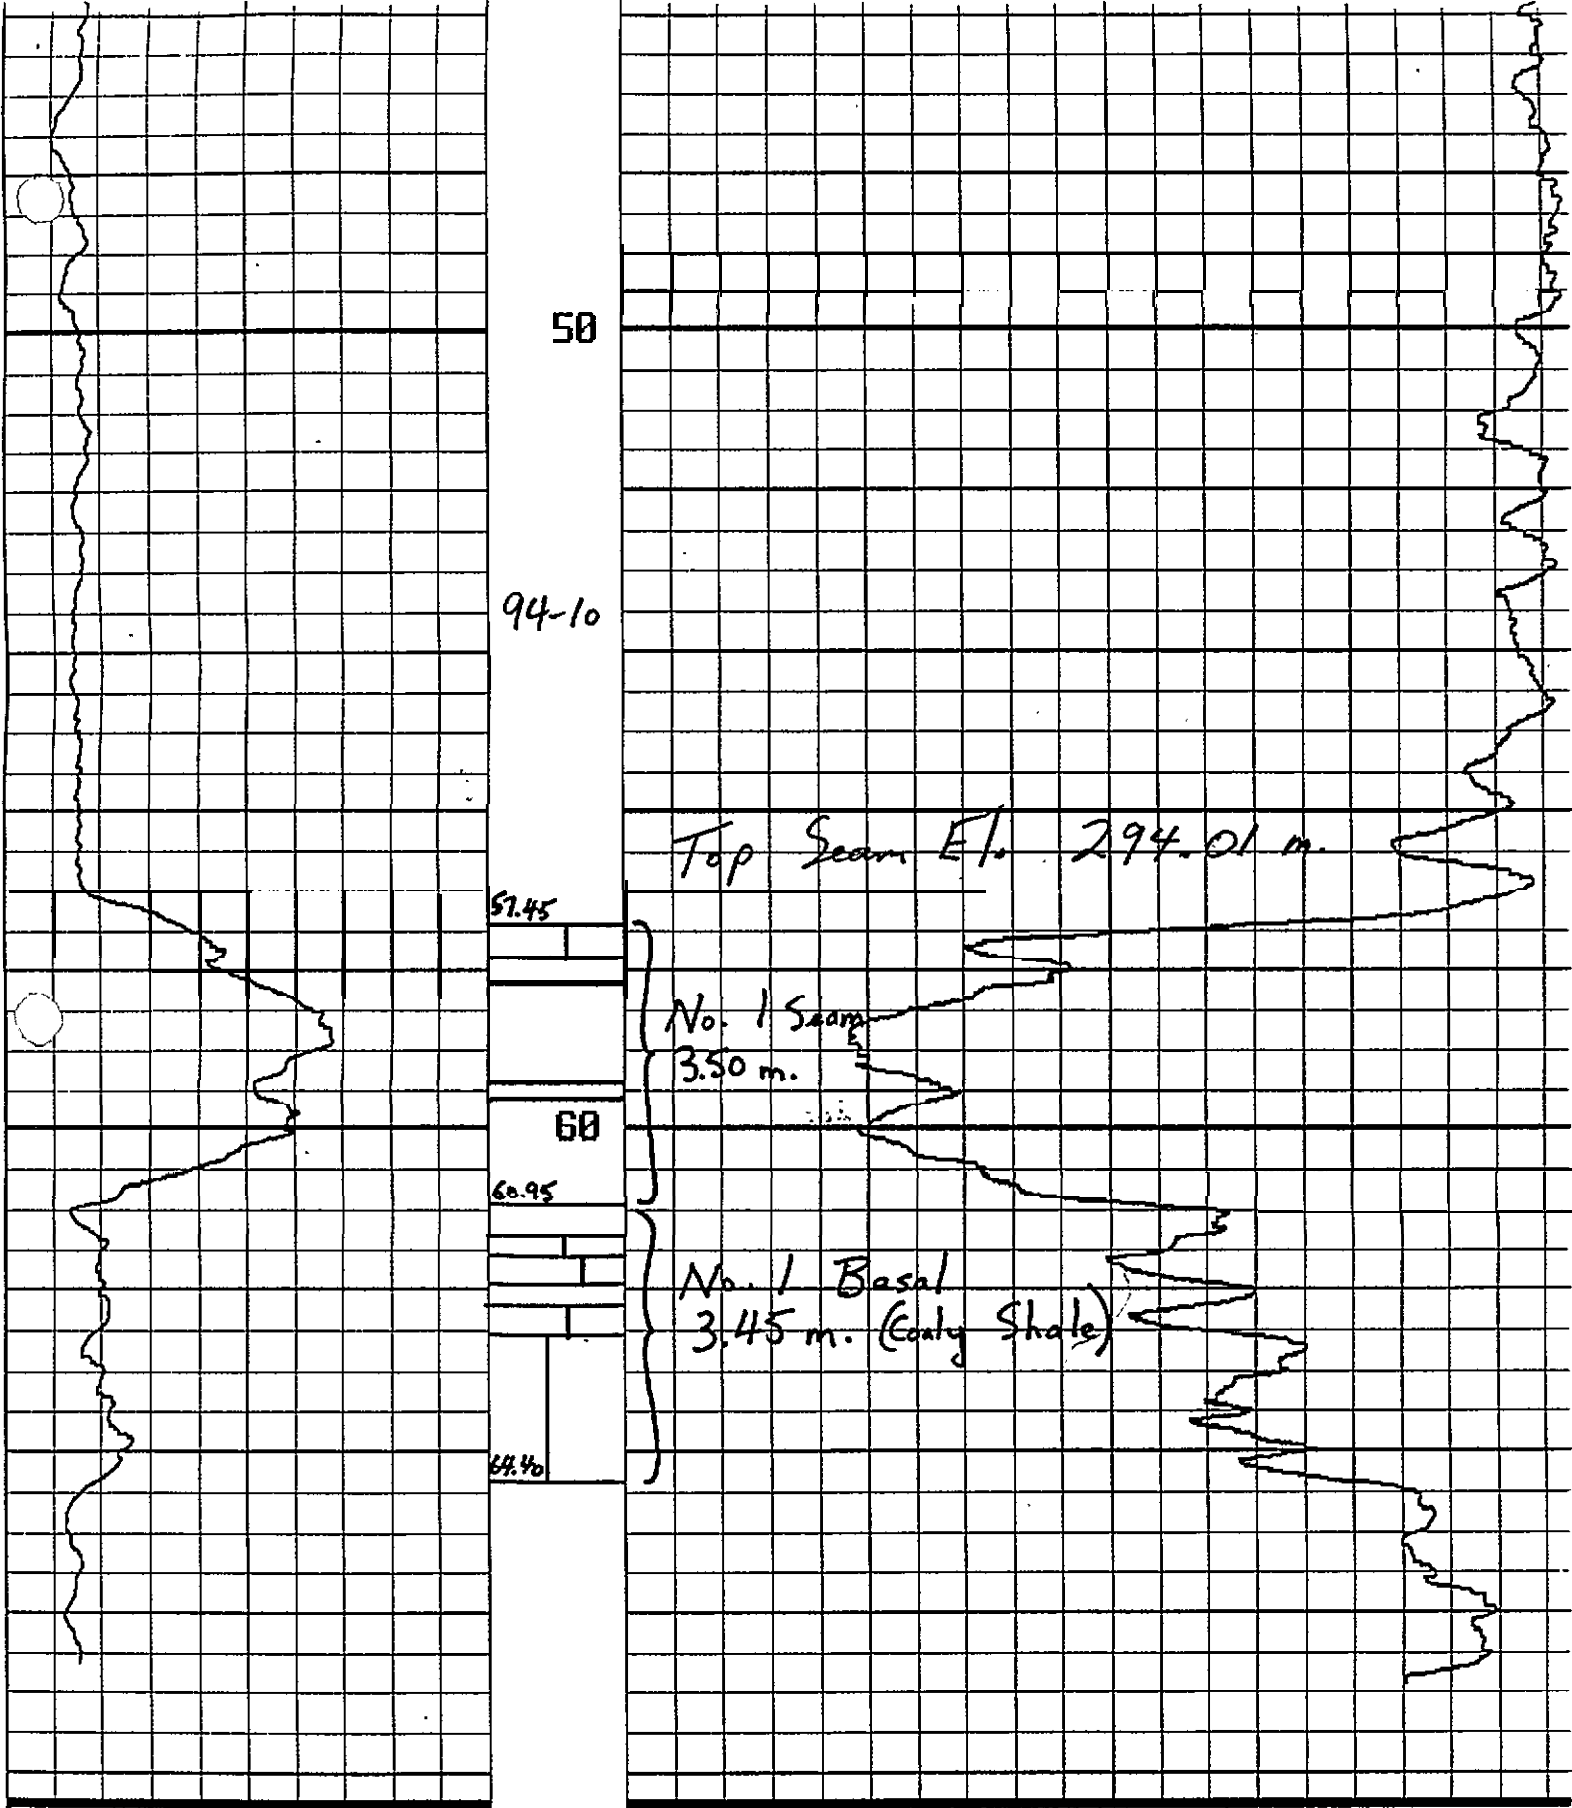 50
94-10
Top Seam El. 294.01 m.
57.45
No. 1 Seam
3.50 m.
60
60.95
No. 1 Basal
3.45 m. (Coaly Shale)
64.40